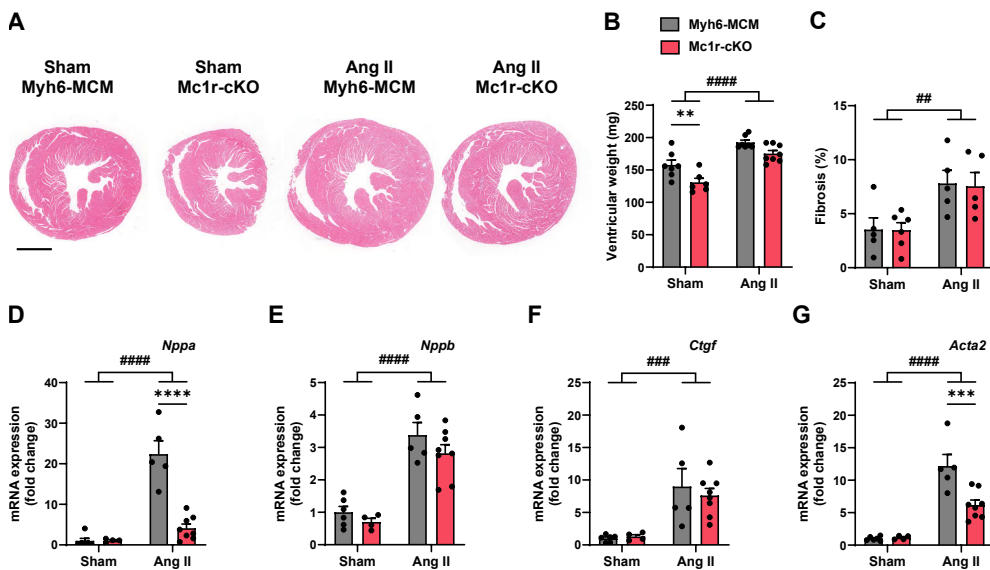 A
Sham
Myh6-MCM
Sham
Mc1r-cKO
Ang II
Myh6-MCM
Ang II
Mc1r-cKO
B
Myh6-MCM
Mc1r-cKO
####
**
Ventricular weight (mg)
250
200
150
100
50
0
Sham
Ang II
C
##
Fibrosis (%)
15
10
5
0
Sham
Ang II
D
Nppa
####
****
mRNA expression
(fold change)
40
30
20
10
0
Sham
Ang II
E
Nppb
####
mRNA expression
(fold change)
5
4
3
2
1
0
Sham
Ang II
F
Ctgf
###
mRNA expression
(fold change)
25
20
15
10
5
0
Sham
Ang II
G
Acta2
####
***
mRNA expression
(fold change)
25
20
15
10
5
0
Sham
Ang II